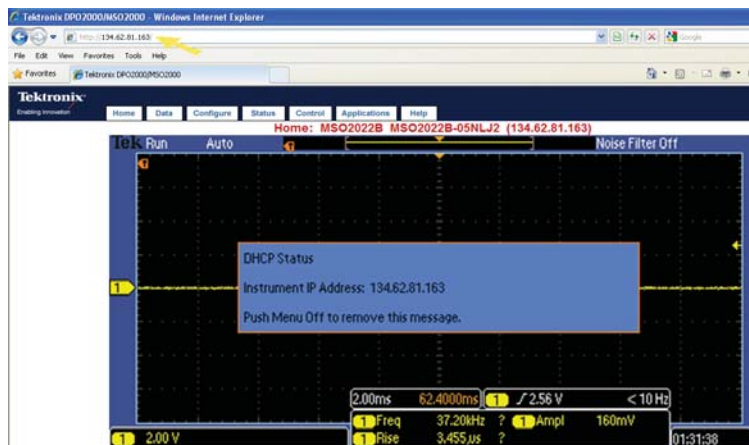 Tektronix DPO2000/MSO2000 - Windows Internet Explorer
http://134.62.81.163/
Google
File Edit View Favorites Tools Help
Favorites Tektronix DPO2000/MSO2000
Tektronix
Enabling Innovation
Home Data Configure Status Control Applications Help
Home: MSO2022B MSO2022B-05NLJ2 (134.62.81.163)
Tek Run Auto Noise Filter Off
DHCP Status
Instrument IP Address: 134.62.81.163
Push Menu Off to remove this message.
1
2.00ms 62.4000ms 1 2.56 V < 10 Hz
1 Freq 37.20kHz ? 1 Ampl 160mV
1 2.00 V 1 Rise 3.455µs ? 01:31:38